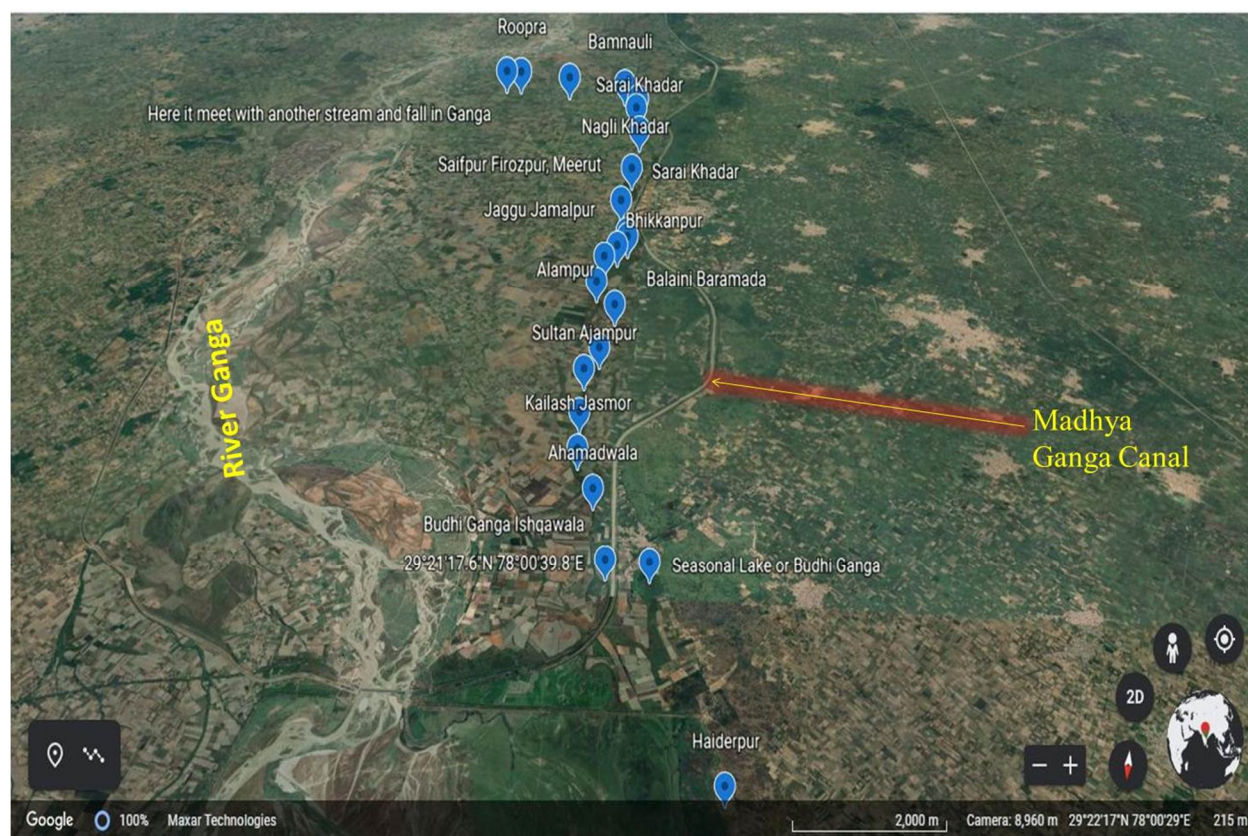 Roopra
Bamnauli
Sarai Khadar
Here it meet with another stream and fall in Ganga
Nagli Khadar
Saifpur Firozpur, Meerut
Sarai Khadar
Jaggu Jamalpur
Bhikkanpur
Alampur
Balaini Baramada
Sultan Ajampur
River Ganga
Kailash Jasmor
Madhya
Ganga Canal
Ahamadwala
Budhi Ganga Ishqawala
29°21'17.6"N 78°00'39.8"E
Seasonal Lake or Budhi Ganga
2D
Haiderpur
Google
100%
Maxar Technologies
2,000 m
Camera: 8,960 m
29°22'17"N 78°00'29"E
215 m